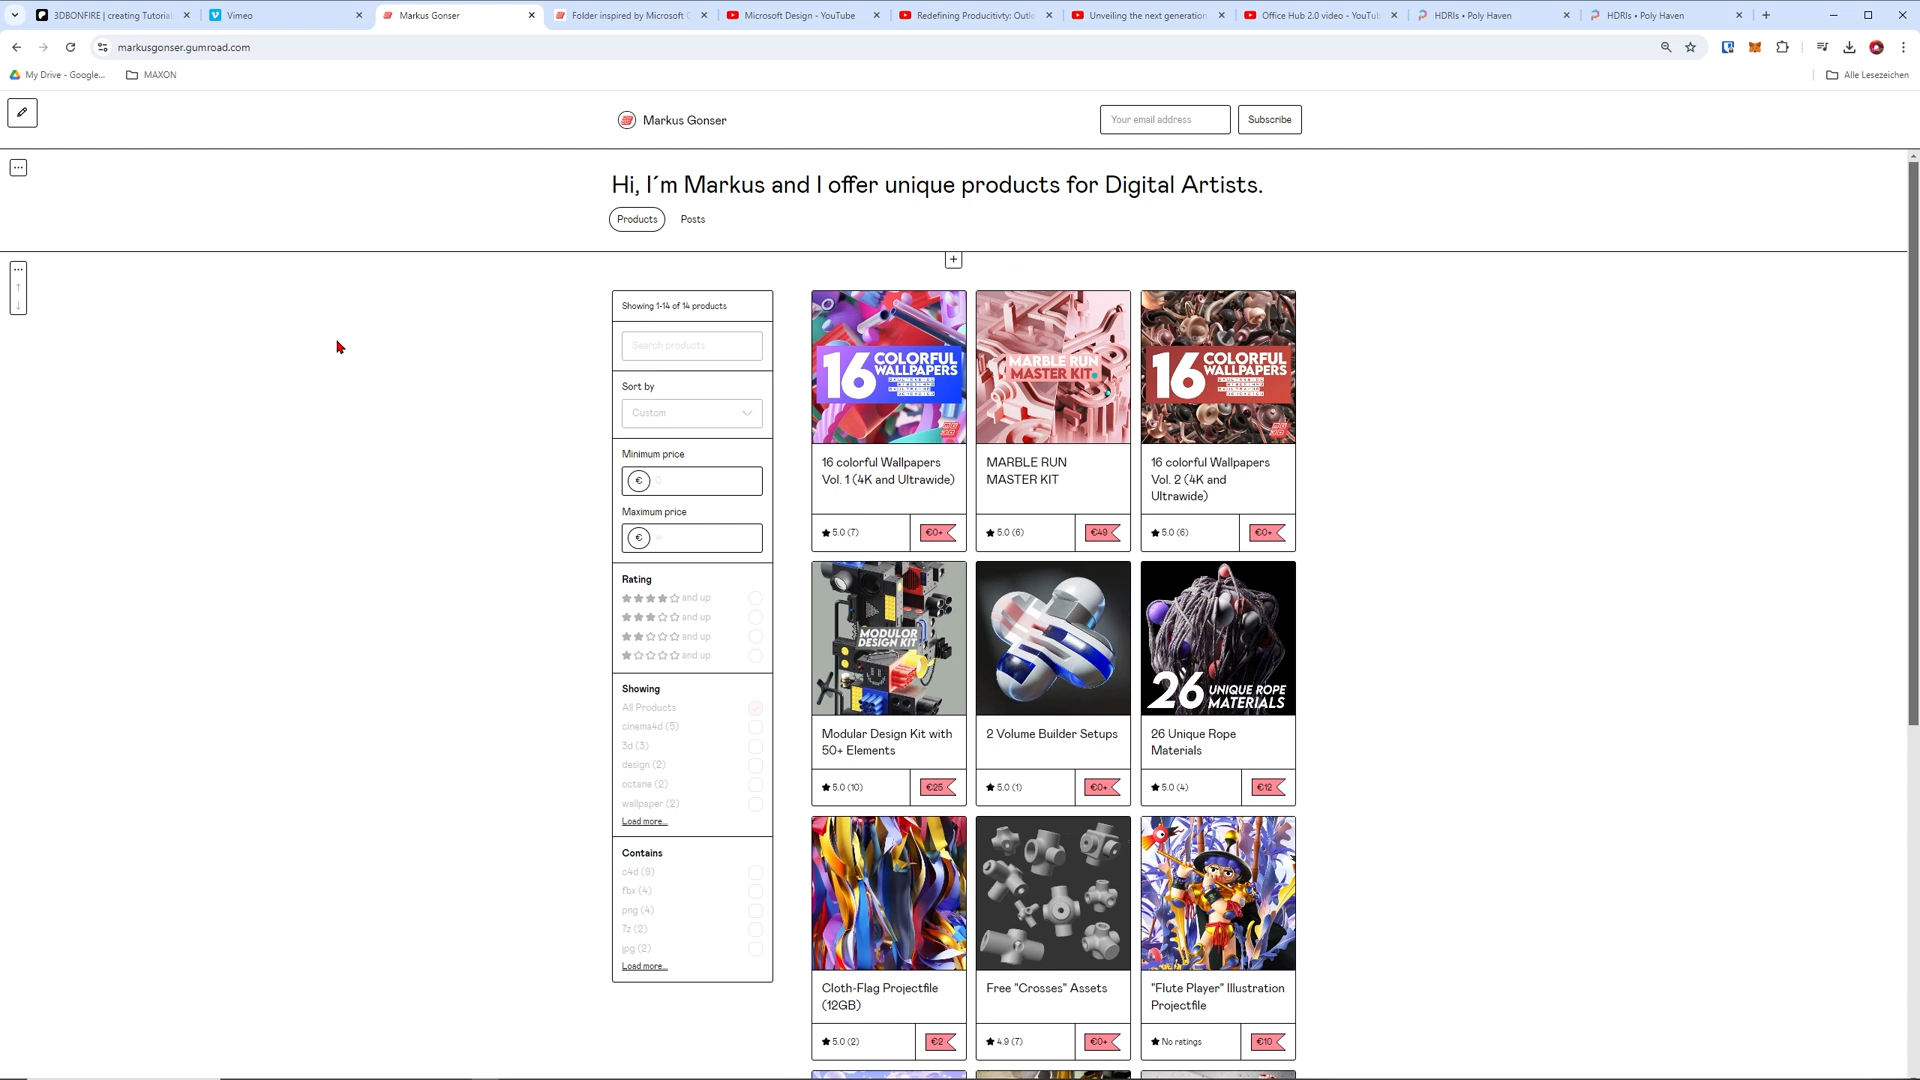 3DBONFIRE | creating Tutorial
Vimeo
Markus Gonser
Folder inspired by Microsoft C
Microsoft Design - YouTube
Redefining Producitivty: Outlo
Unveiling the next generation
Office Hub 2.0 video - YouTub
HDRIs • Poly Haven
HDRIs • Poly Haven
markusgonser.gumroad.com
My Drive - Google...
MAXON
Alle Lesezeichen
Markus Gonser
Your email address
Subscribe
Hi, I´m Markus and I offer unique products for Digital Artists.
Products
Posts
Showing 1-14 of 14 products
Search products
Sort by
Custom
Minimum price
€ 0
Maximum price
€ ∞
Rating
and up
and up
and up
and up
Showing
All Products
cinema4d (5)
3d (3)
design (2)
octane (2)
wallpaper (2)
Load more...
Contains
c4d (9)
fbx (4)
png (4)
7z (2)
jpg (2)
Load more...
16 COLORFUL
WALLPAPERS
16 colorful Wallpapers
Vol. 1 (4K and Ultrawide)
5.0 (7)
€0+
MARBLE RUN
MASTER KIT
MARBLE RUN
MASTER KIT
5.0 (6)
€49
16 COLORFUL
WALLPAPERS
16 colorful Wallpapers
Vol. 2 (4K and
Ultrawide)
5.0 (6)
€0+
MODULOR
DESIGN KIT
Modular Design Kit with
50+ Elements
5.0 (10)
€25
2 Volume Builder Setups
5.0 (1)
€0+
26 UNIQUE ROPE
MATERIALS
26 Unique Rope
Materials
5.0 (4)
€12
Cloth-Flag Projectfile
(12GB)
5.0 (2)
€2
Free "Crosses" Assets
4.9 (7)
€0+
"Flute Player" Illustration
Projectfile
No ratings
€10